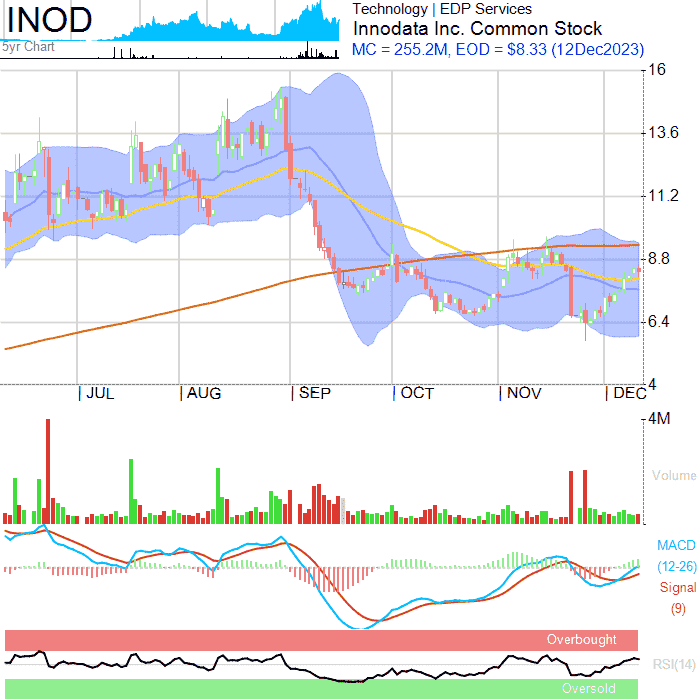 INOD
5yr Chart
Technology | EDP Services
Innodata Inc. Common Stock
MC = 255.2M, EOD = $8.33 (12Dec2023)
16
13.6
11.2
8.8
6.4
4
|JUL |AUG |SEP |OCT |NOV |DEC
4M
Volume
MACD
(12-26)
Signal
(9)
Overbought
RSI(14)
Oversold